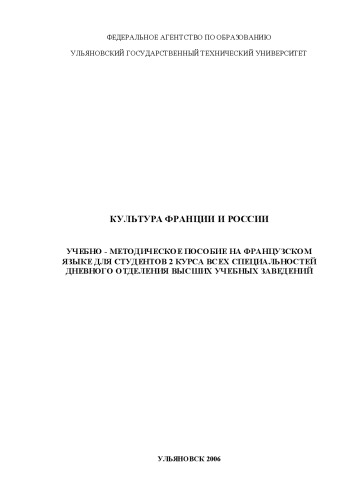 ФЕДЕРАЛЬНОЕ АГЕНТСТВО ПО ОБРАЗОВАНИЮ
УЛЬЯНОВСКИЙ ГОСУДАРСТВЕННЫЙ ТЕХНИЧЕСКИЙ УНИВЕРСИТЕТ
КУЛЬТУРА ФРАНЦИИ И РОССИИ
УЧЕБНО - МЕТОДИЧЕСКОЕ ПОСОБИЕ НА ФРАНЦУЗСКОМ
ЯЗЫКЕ ДЛЯ СТУДЕНТОВ 2 КУРСА ВСЕХ СПЕЦИАЛЬНОСТЕЙ
ДНЕВНОГО ОТДЕЛЕНИЯ ВЫСШИХ УЧЕБНЫХ ЗАВЕДЕНИЙ
УЛЬЯНОВСК 2006